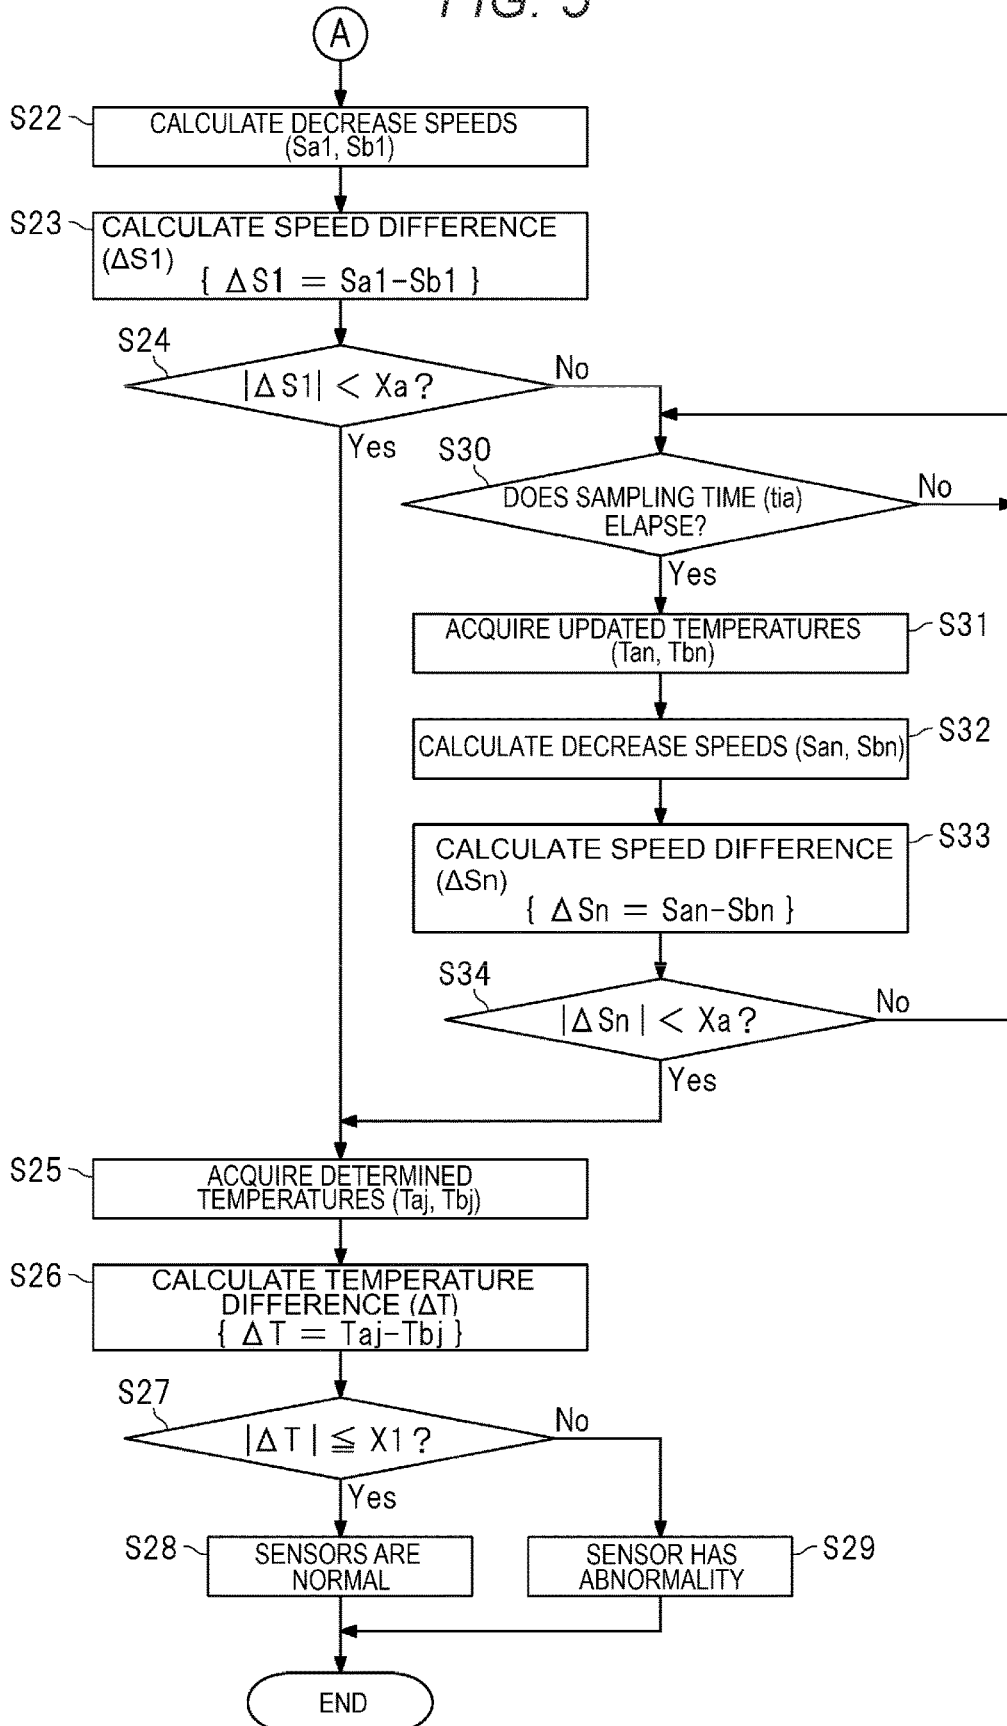 FIG. 5
A
S22
CALCULATE DECREASE SPEEDS
(Sa1, Sb1)
S23
CALCULATE SPEED DIFFERENCE
(ΔS1)
{ ΔS1 = Sa1-Sb1 }
S24
|ΔS1| < Xa?
No
Yes
S30
DOES SAMPLING TIME (tia)
ELAPSE?
No
Yes
S31
ACQUIRE UPDATED TEMPERATURES
(Tan, Tbn)
S32
CALCULATE DECREASE SPEEDS (San, Sbn)
S33
CALCULATE SPEED DIFFERENCE
(ΔSn)
{ ΔSn = San-Sbn }
S34
|ΔSn| < Xa?
No
Yes
S25
ACQUIRE DETERMINED
TEMPERATURES (Taj, Tbj)
S26
CALCULATE TEMPERATURE
DIFFERENCE (ΔT)
{ ΔT = Taj-Tbj }
S27
|ΔT| ≦ X1?
No
Yes
S28
SENSORS ARE
NORMAL
S29
SENSOR HAS
ABNORMALITY
END